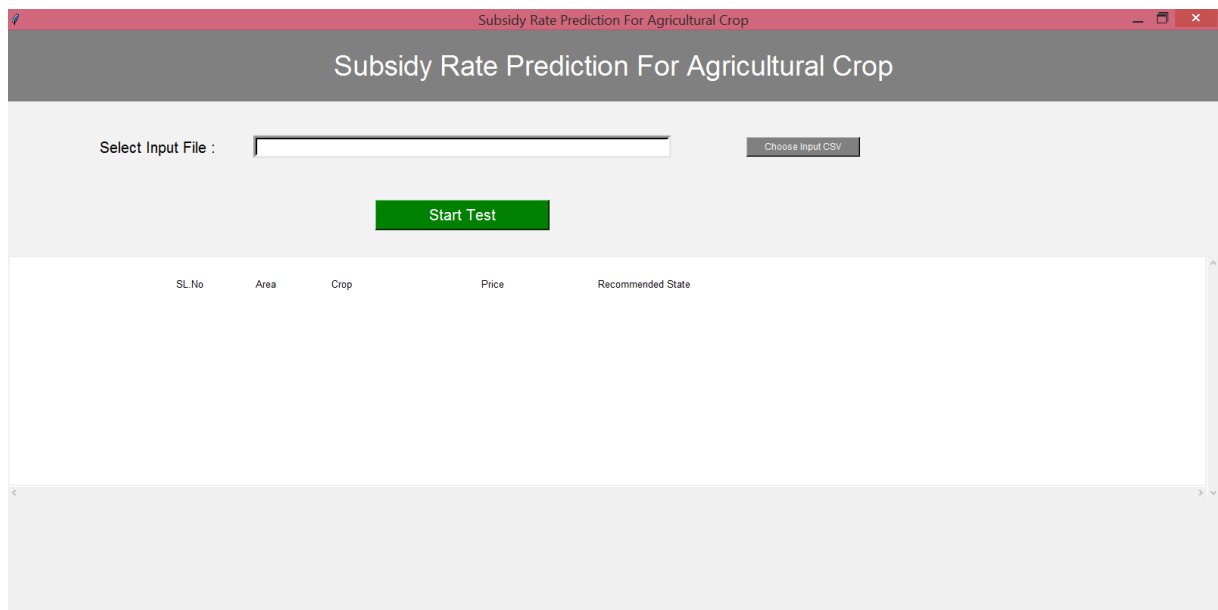 Subsidy Rate Prediction For Agricultural Crop
Subsidy Rate Prediction For Agricultural Crop
Select Input File :
Choose Input CSV
Start Test
SL.No Area Crop Price Recommended State